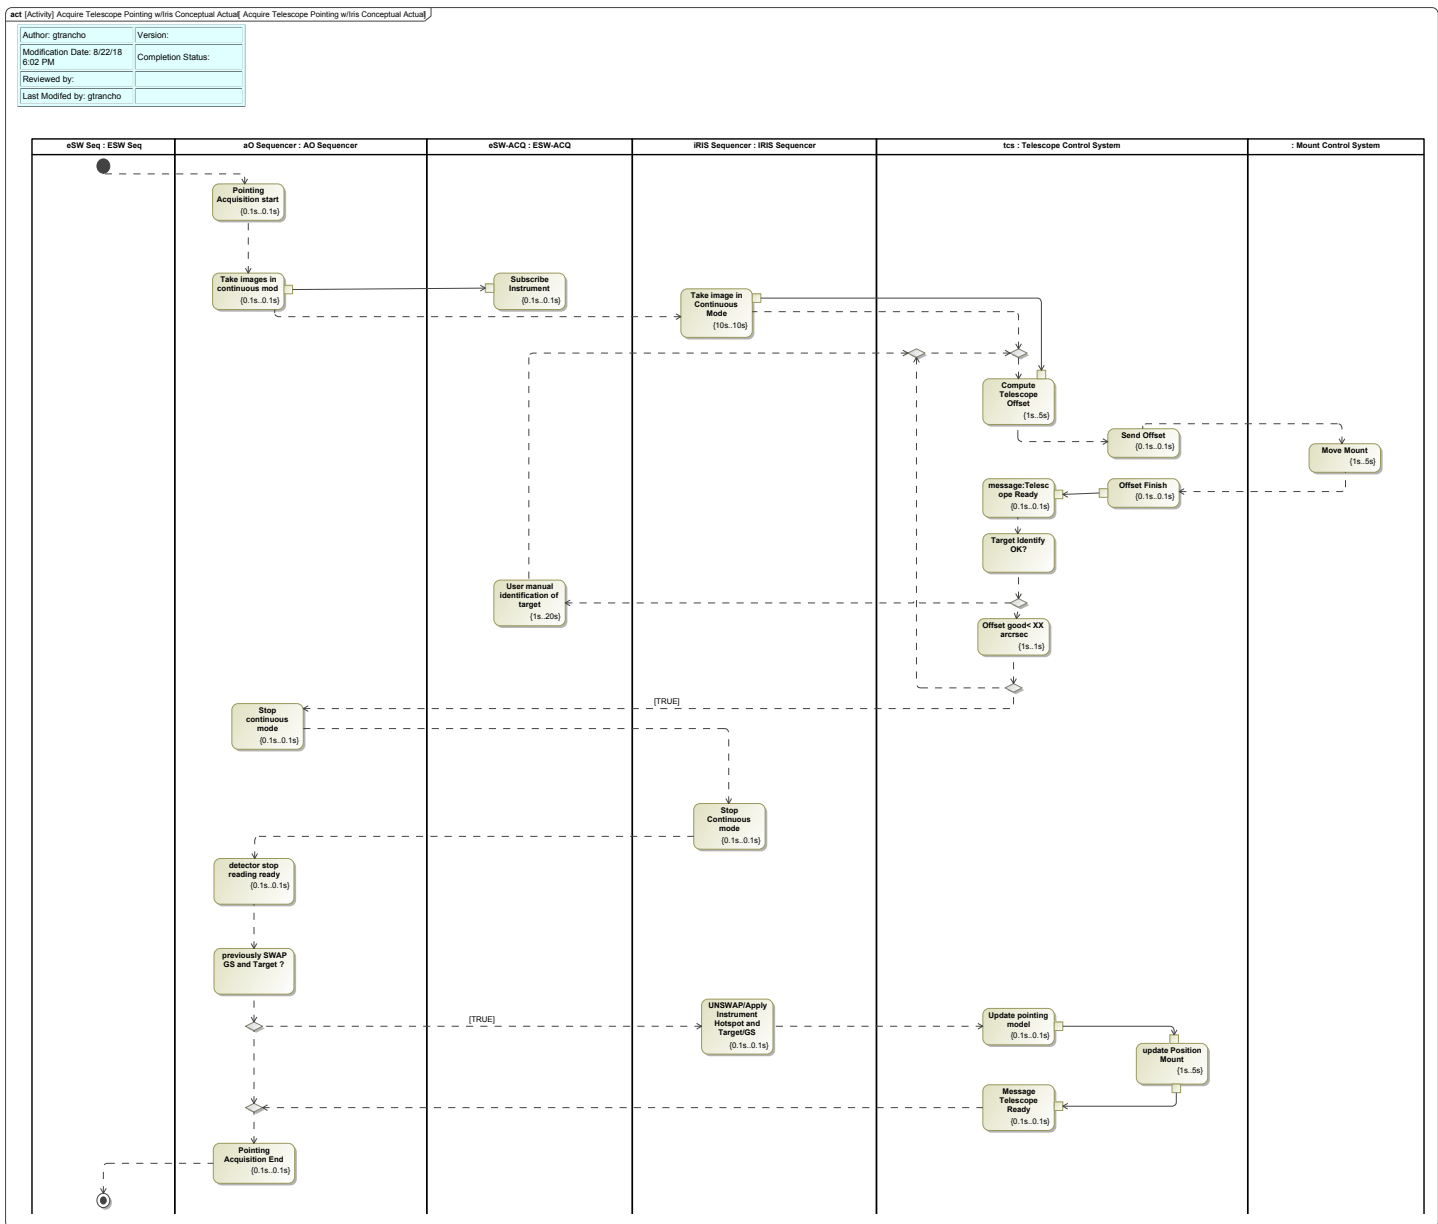 act [Activity] Acquire Telescope Pointing w/Iris Conceptual Actual[ Acquire Telescope Pointing w/Iris Conceptual Actual]
Author: gtrancho
Version:
Modification Date: 8/22/18
6:02 PM
Completion Status:
Reviewed by:
Last Modifed by: gtrancho
eSW Seq : ESW Seq
aO Sequencer : AO Sequencer
eSW-ACQ : ESW-ACQ
iRIS Sequencer : IRIS Sequencer
tcs : Telescope Control System
: Mount Control System
Pointing
Acquisition start
{0.1s..0.1s}
Take images in
continuous mod
{0.1s..0.1s}
Subscribe
Instrument
{0.1s..0.1s}
Take image in
Continuous
Mode
{10s..10s}
Compute
Telescope
Offset
{1s..5s}
Send Offset
{0.1s..0.1s}
Move Mount
{1s..5s}
message:Telesc
ope Ready
{0.1s..0.1s}
Offset Finish
{0.1s..0.1s}
Target Identify
OK?
User manual
identification of
target
{1s..20s}
Offset good< XX
arcrsec
{1s..1s}
[TRUE]
Stop
continuous
mode
{0.1s..0.1s}
Stop
Continuous
mode
{0.1s..0.1s}
detector stop
reading ready
{0.1s..0.1s}
previously SWAP
GS and Target ?
[TRUE]
UNSWAP/Apply
Instrument
Hotspot and
Target/GS
{0.1s..0.1s}
Update pointing
model
{0.1s..0.1s}
update Position
Mount
{1s..5s}
Message
Telescope
Ready
{0.1s..0.1s}
Pointing
Acquisition End
{0.1s..0.1s}